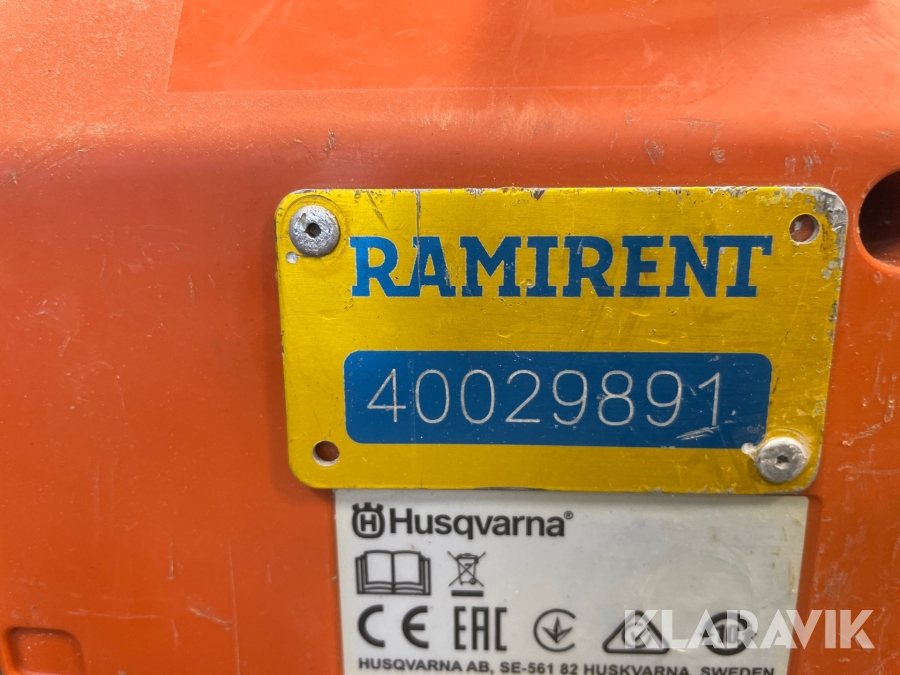 RAMIRENT
40029891
Husqvarna®
CE EAC
KLARAVIK
HUSQVARNA AB, SE-561 82 HUSKVARNA, SWEDEN